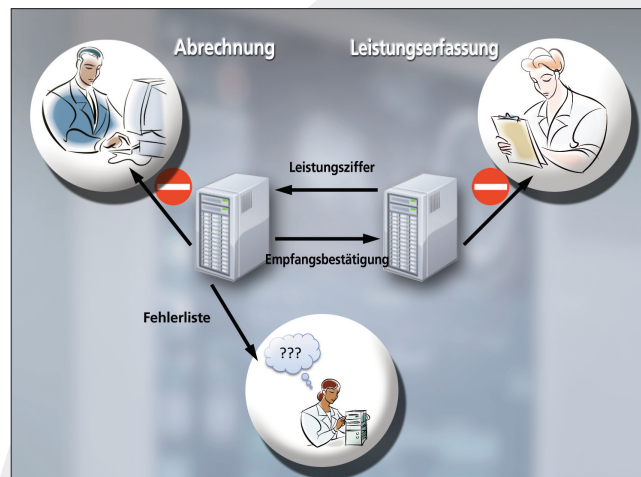 Abrechnung
Leistungserfassung
Leistungsziffer
Empfangsbestätigung
Fehlerliste
???